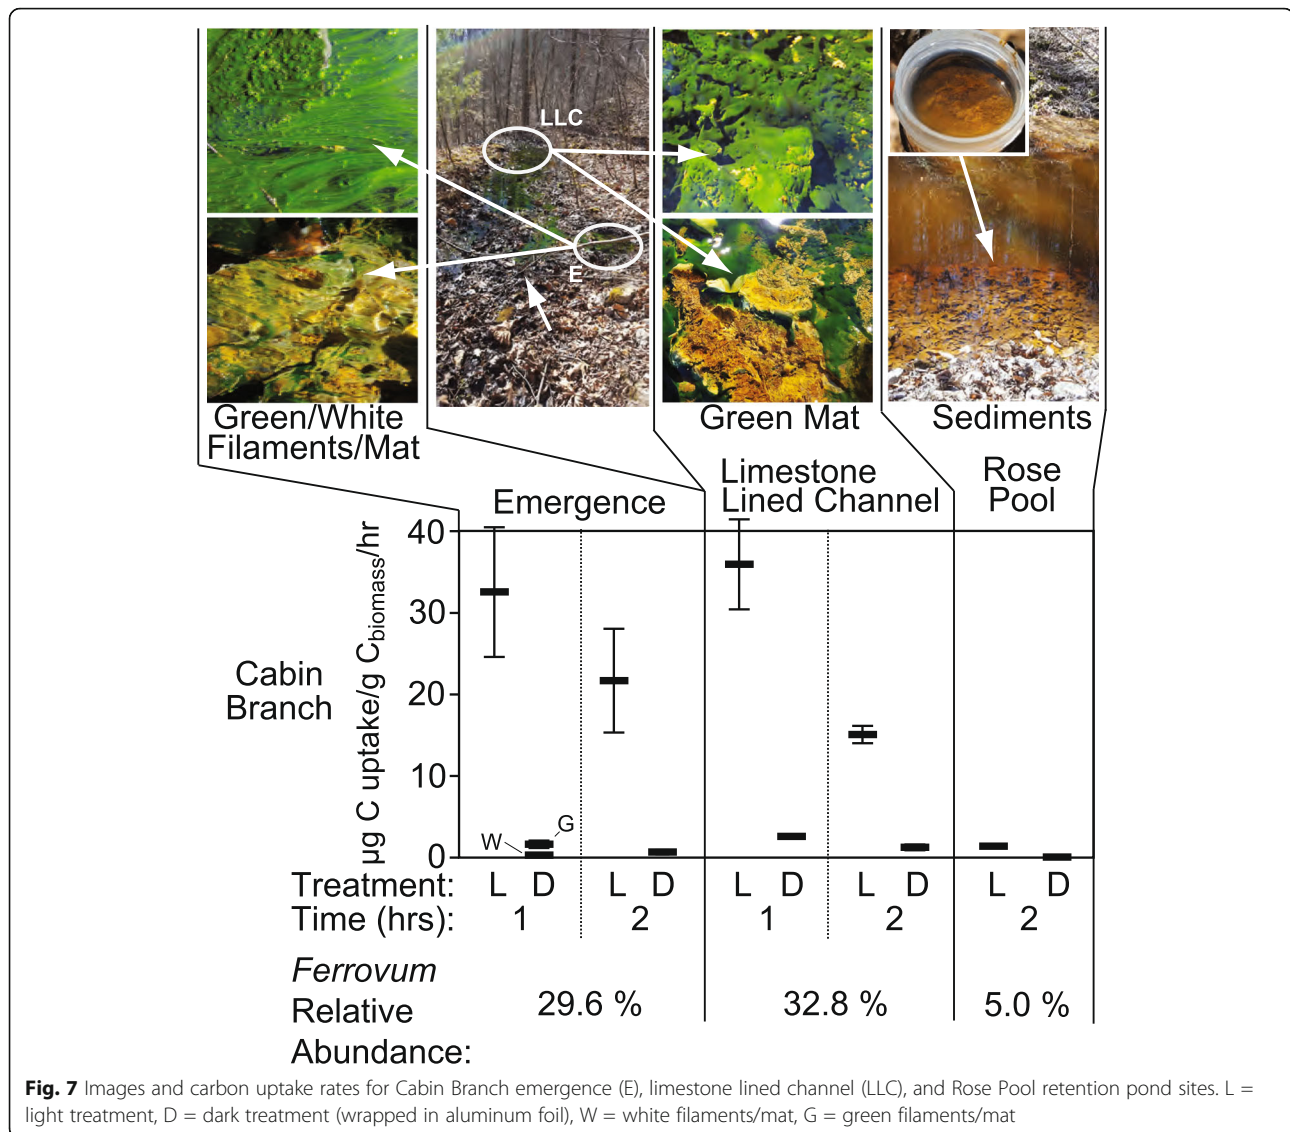 LLC
E
Green/White
Filaments/Mat
Green Mat
Sediments
Emergence
Limestone
Lined Channel
Rose
Pool
Cabin
Branch
µg C uptake/g Cbiomass/hr
40
30
20
10
0
W
G
Treatment: L D L D L D L D L D
Time (hrs): 1 2 1 2 2
Ferrovum
Relative
Abundance:
29.6 % 32.8 % 5.0 %
Fig. 7 Images and carbon uptake rates for Cabin Branch emergence (E), limestone lined channel (LLC), and Rose Pool retention pond sites. L =
light treatment, D = dark treatment (wrapped in aluminum foil), W = white filaments/mat, G = green filaments/mat